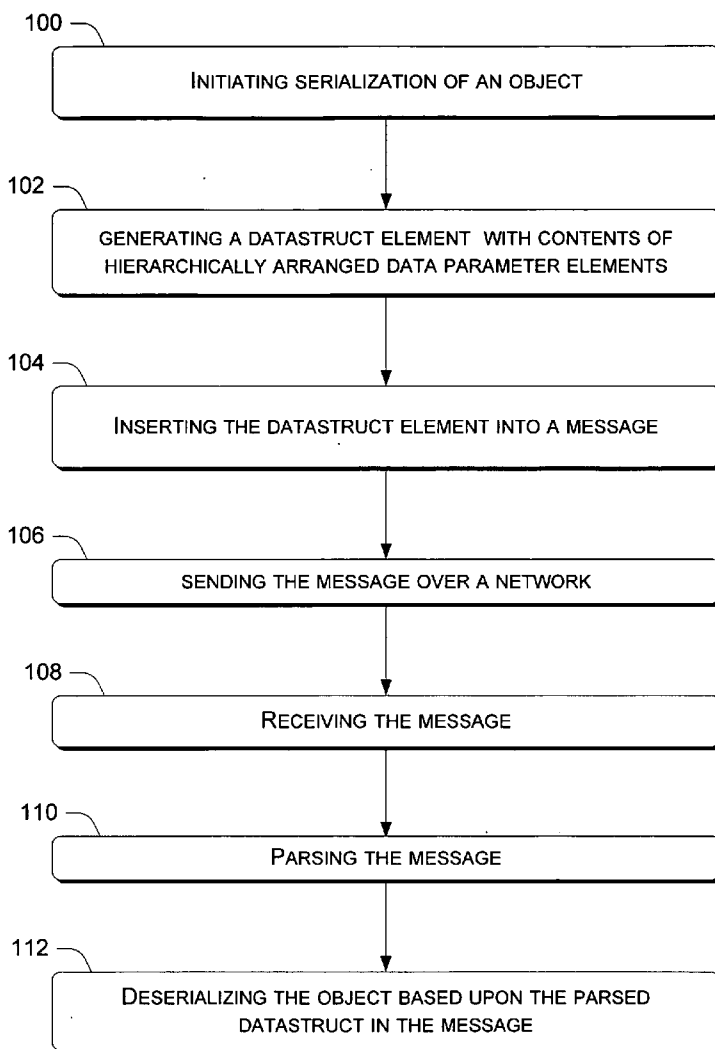 100
INITIATING SERIALIZATION OF AN OBJECT
102
GENERATING A DATASTRUCT ELEMENT WITH CONTENTS OF
HIERARCHICALLY ARRANGED DATA PARAMETER ELEMENTS
104
INSERTING THE DATASTRUCT ELEMENT INTO A MESSAGE
106
SENDING THE MESSAGE OVER A NETWORK
108
RECEIVING THE MESSAGE
110
PARSING THE MESSAGE
112
DESERIALIZING THE OBJECT BASED UPON THE PARSED
DATASTRUCT IN THE MESSAGE